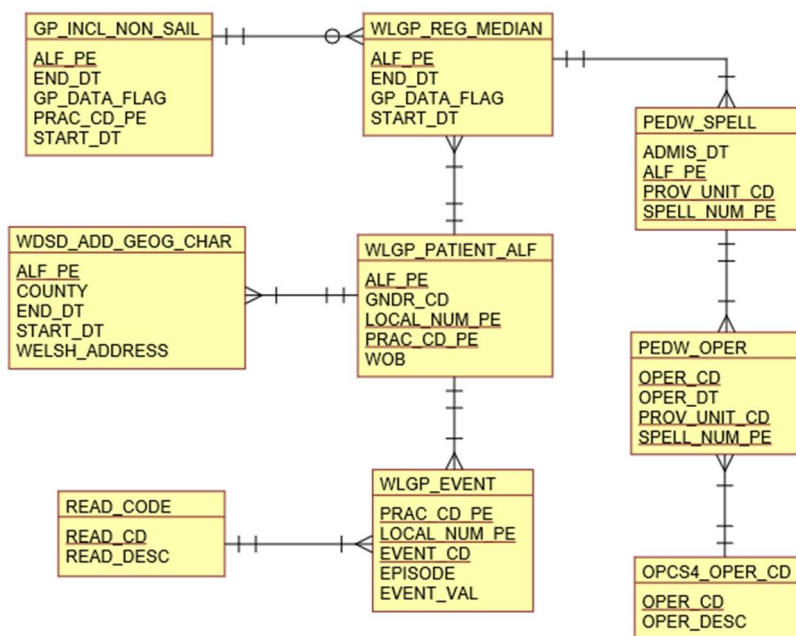 GP_INCL_NON_SAIL
ALF_PE
END_DT
GP_DATA_FLAG
PRAC_CD_PE
START_DT
WLGP_REG_MEDIAN
ALF_PE
END_DT
GP_DATA_FLAG
START_DT
PEDW_SPELL
ADMIS_DT
ALF_PE
PROV_UNIT_CD
SPELL_NUM_PE
WDSD_ADD_GEOG_CHAR
ALF_PE
COUNTY
END_DT
START_DT
WELSH_ADDRESS
WLGP_PATIENT_ALF
ALF_PE
GNDR_CD
LOCAL_NUM_PE
PRAC_CD_PE
WOB
PEDW_OPER
OPER_CD
OPER_DT
PROV_UNIT_CD
SPELL_NUM_PE
READ_CODE
READ_CD
READ_DESC
WLGP_EVENT
PRAC_CD_PE
LOCAL_NUM_PE
EVENT_CD
EPISODE
EVENT_VAL
OPCS4_OPER_CD
OPER_CD
OPER_DESC